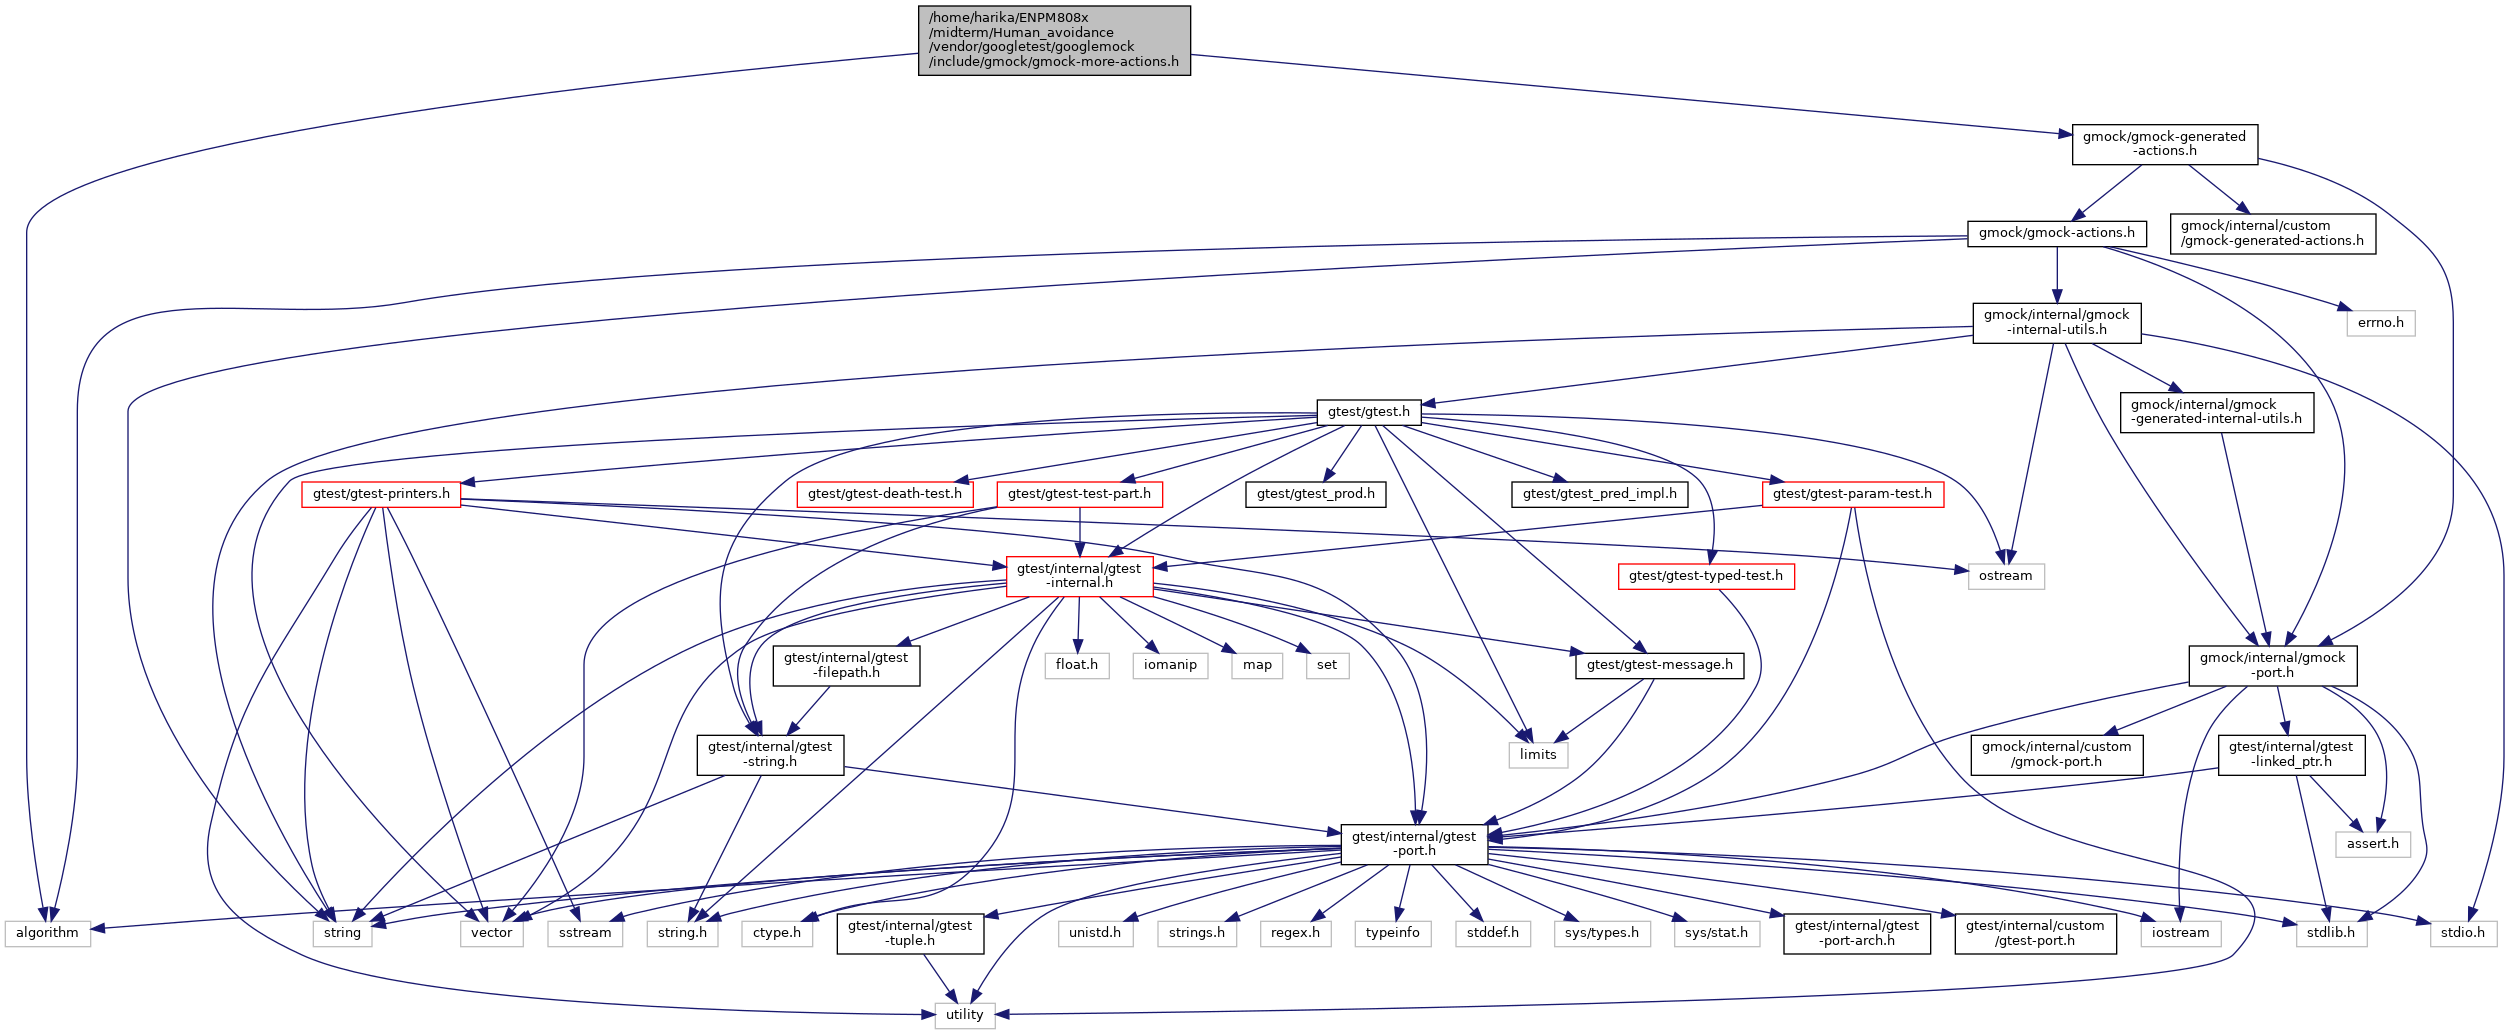 /home/harika/ENPM808x
/midterm/Human_avoidance
/vendor/googletest/googlemock
/include/gmock/gmock-more-actions.h
gmock/gmock-generated
-actions.h
gmock/gmock-actions.h
gmock/internal/custom
/gmock-generated-actions.h
gmock/internal/gmock
-internal-utils.h
errno.h
gtest/gtest.h
gmock/internal/gmock
-generated-internal-utils.h
gtest/gtest-printers.h
gtest/gtest-death-test.h
gtest/gtest-test-part.h
gtest/gtest_prod.h
gtest/gtest_pred_impl.h
gtest/gtest-param-test.h
gtest/internal/gtest
-internal.h
gtest/gtest-typed-test.h
ostream
gtest/internal/gtest
-filepath.h
float.h
iomanip
map
set
gtest/gtest-message.h
gmock/internal/gmock
-port.h
gtest/internal/gtest
-string.h
limits
gmock/internal/custom
/gmock-port.h
gtest/internal/gtest
-linked_ptr.h
gtest/internal/gtest
-port.h
assert.h
algorithm
string
vector
sstream
string.h
ctype.h
gtest/internal/gtest
-tuple.h
unistd.h
strings.h
regex.h
typeinfo
stddef.h
sys/types.h
sys/stat.h
gtest/internal/gtest
-port-arch.h
gtest/internal/custom
/gtest-port.h
iostream
stdlib.h
stdio.h
utility